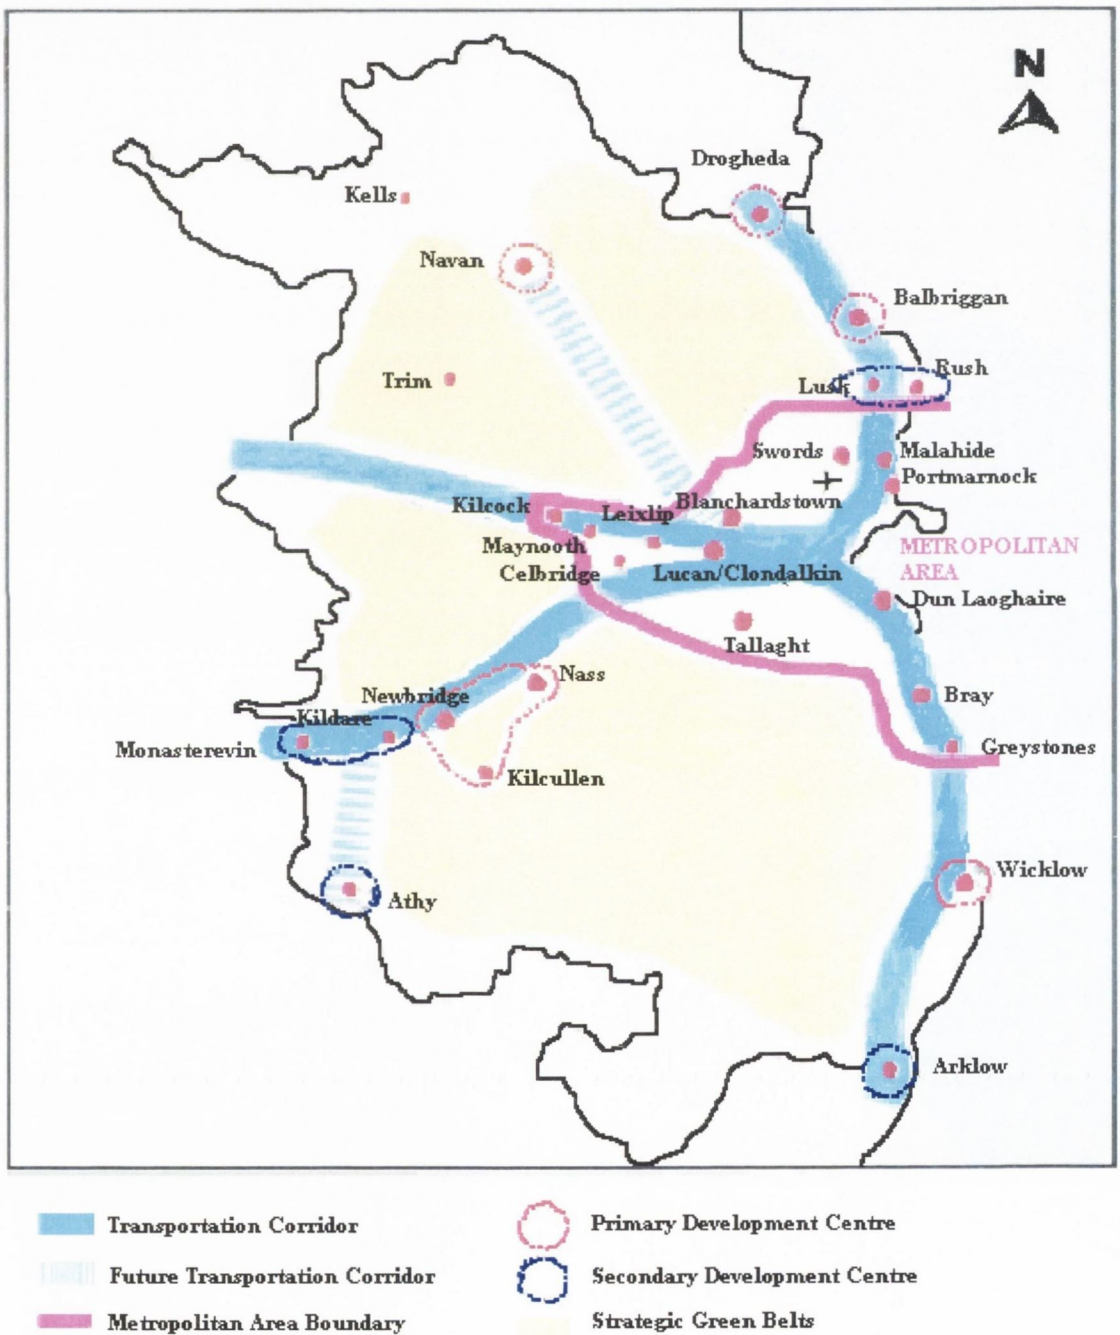 N
Drogheda
Kells
Navan
Balbriggan
Trim
Lusk
Rush
Swords
Malahide
Portmarnock
Kilcock
Leixlip
Blanchardstown
Maynooth
METROPOLITAN
AREA
Celbridge
Lucan/Clondalkin
Dun Laoghaire
Tallaght
Nass
Newbridge
Bray
Kildare
Monasterevin
Greystones
Kilcullen
Wicklow
Athy
Arklow
Transportation Corridor
Primary Development Centre
Future Transportation Corridor
Secondary Development Centre
Metropolitan Area Boundary
Strategic Green Belts